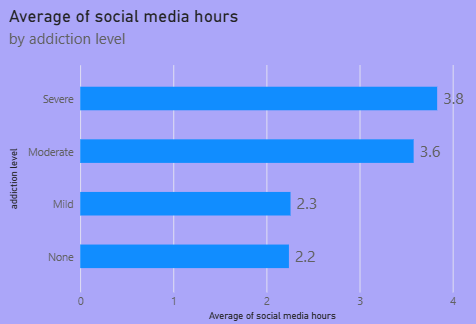 Average of social media hours
by addiction level
addiction level
Severe 3.8
Moderate 3.6
Mild 2.3
None 2.2
0 1 2 3 4
Average of social media hours